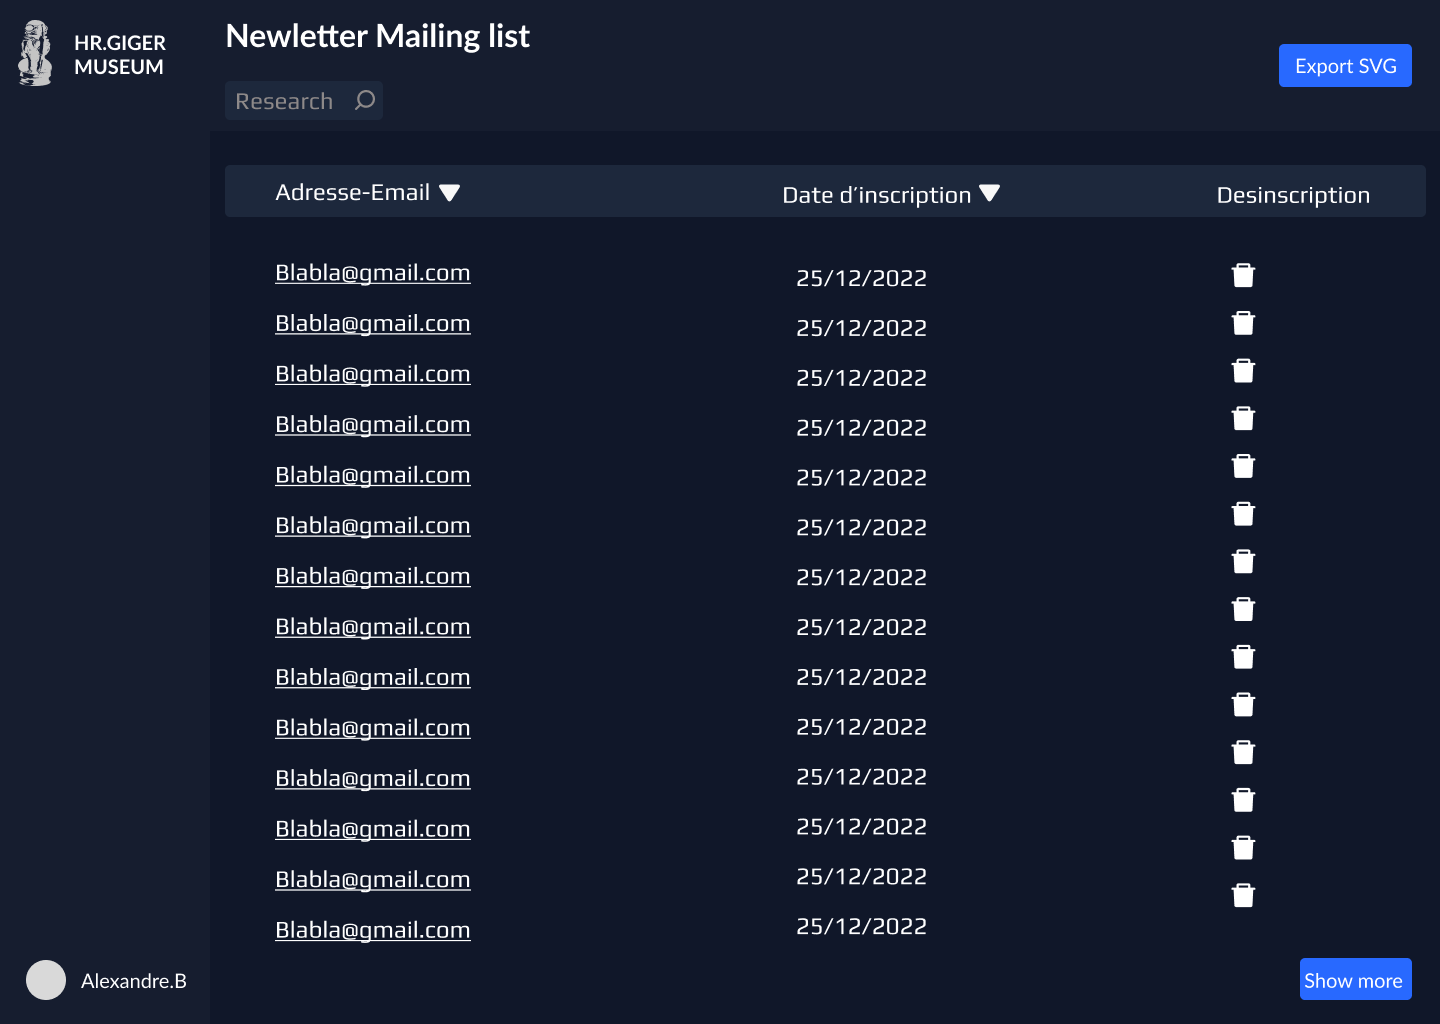 HR.GIGER
MUSEUM
Newletter Mailing list
Export SVG
Research
Adresse-Email Date d'inscription Desinscription
Blabla@gmail.com 25/12/2022
Blabla@gmail.com 25/12/2022
Blabla@gmail.com 25/12/2022
Blabla@gmail.com 25/12/2022
Blabla@gmail.com 25/12/2022
Blabla@gmail.com 25/12/2022
Blabla@gmail.com 25/12/2022
Blabla@gmail.com 25/12/2022
Blabla@gmail.com 25/12/2022
Blabla@gmail.com 25/12/2022
Blabla@gmail.com 25/12/2022
Blabla@gmail.com 25/12/2022
Blabla@gmail.com 25/12/2022
Blabla@gmail.com 25/12/2022
Alexandre.B
Show more